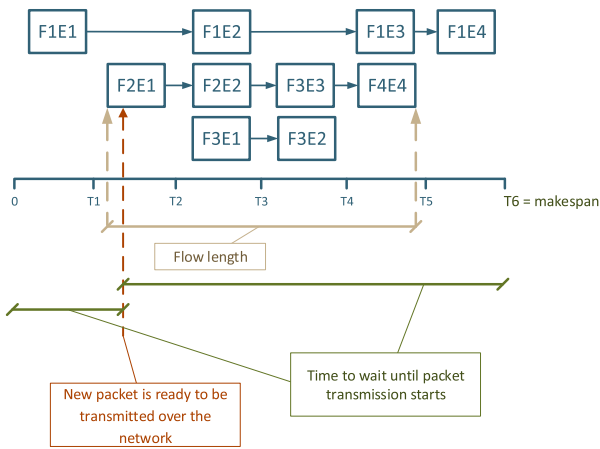 F1E1 F1E2 F1E3 F1E4
F2E1 F2E2 F3E3 F4E4
F3E1 F3E2
0 T1 T2 T3 T4 T5 T6 = makespan
Flow length
Time to wait until packet
transmission starts
New packet is ready to be
transmitted over the
network